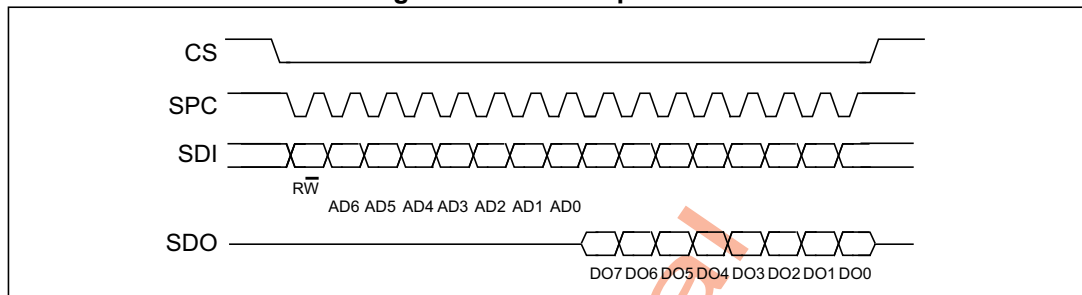 CS
SPC
SDI
RW
AD6 AD5 AD4 AD3 AD2 AD1 AD0
SDO
DO7 DO6 DO5 DO4 DO3 DO2 DO1 DO0